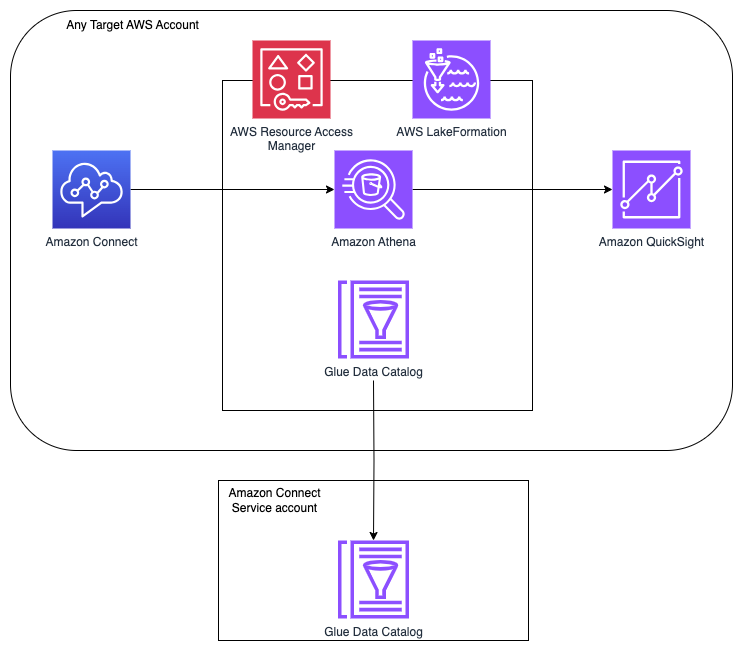 Any Target AWS Account
AWS Resource Access
Manager
AWS LakeFormation
Amazon Connect
Amazon Athena
Amazon QuickSight
Glue Data Catalog
Amazon Connect
Service account
Glue Data Catalog